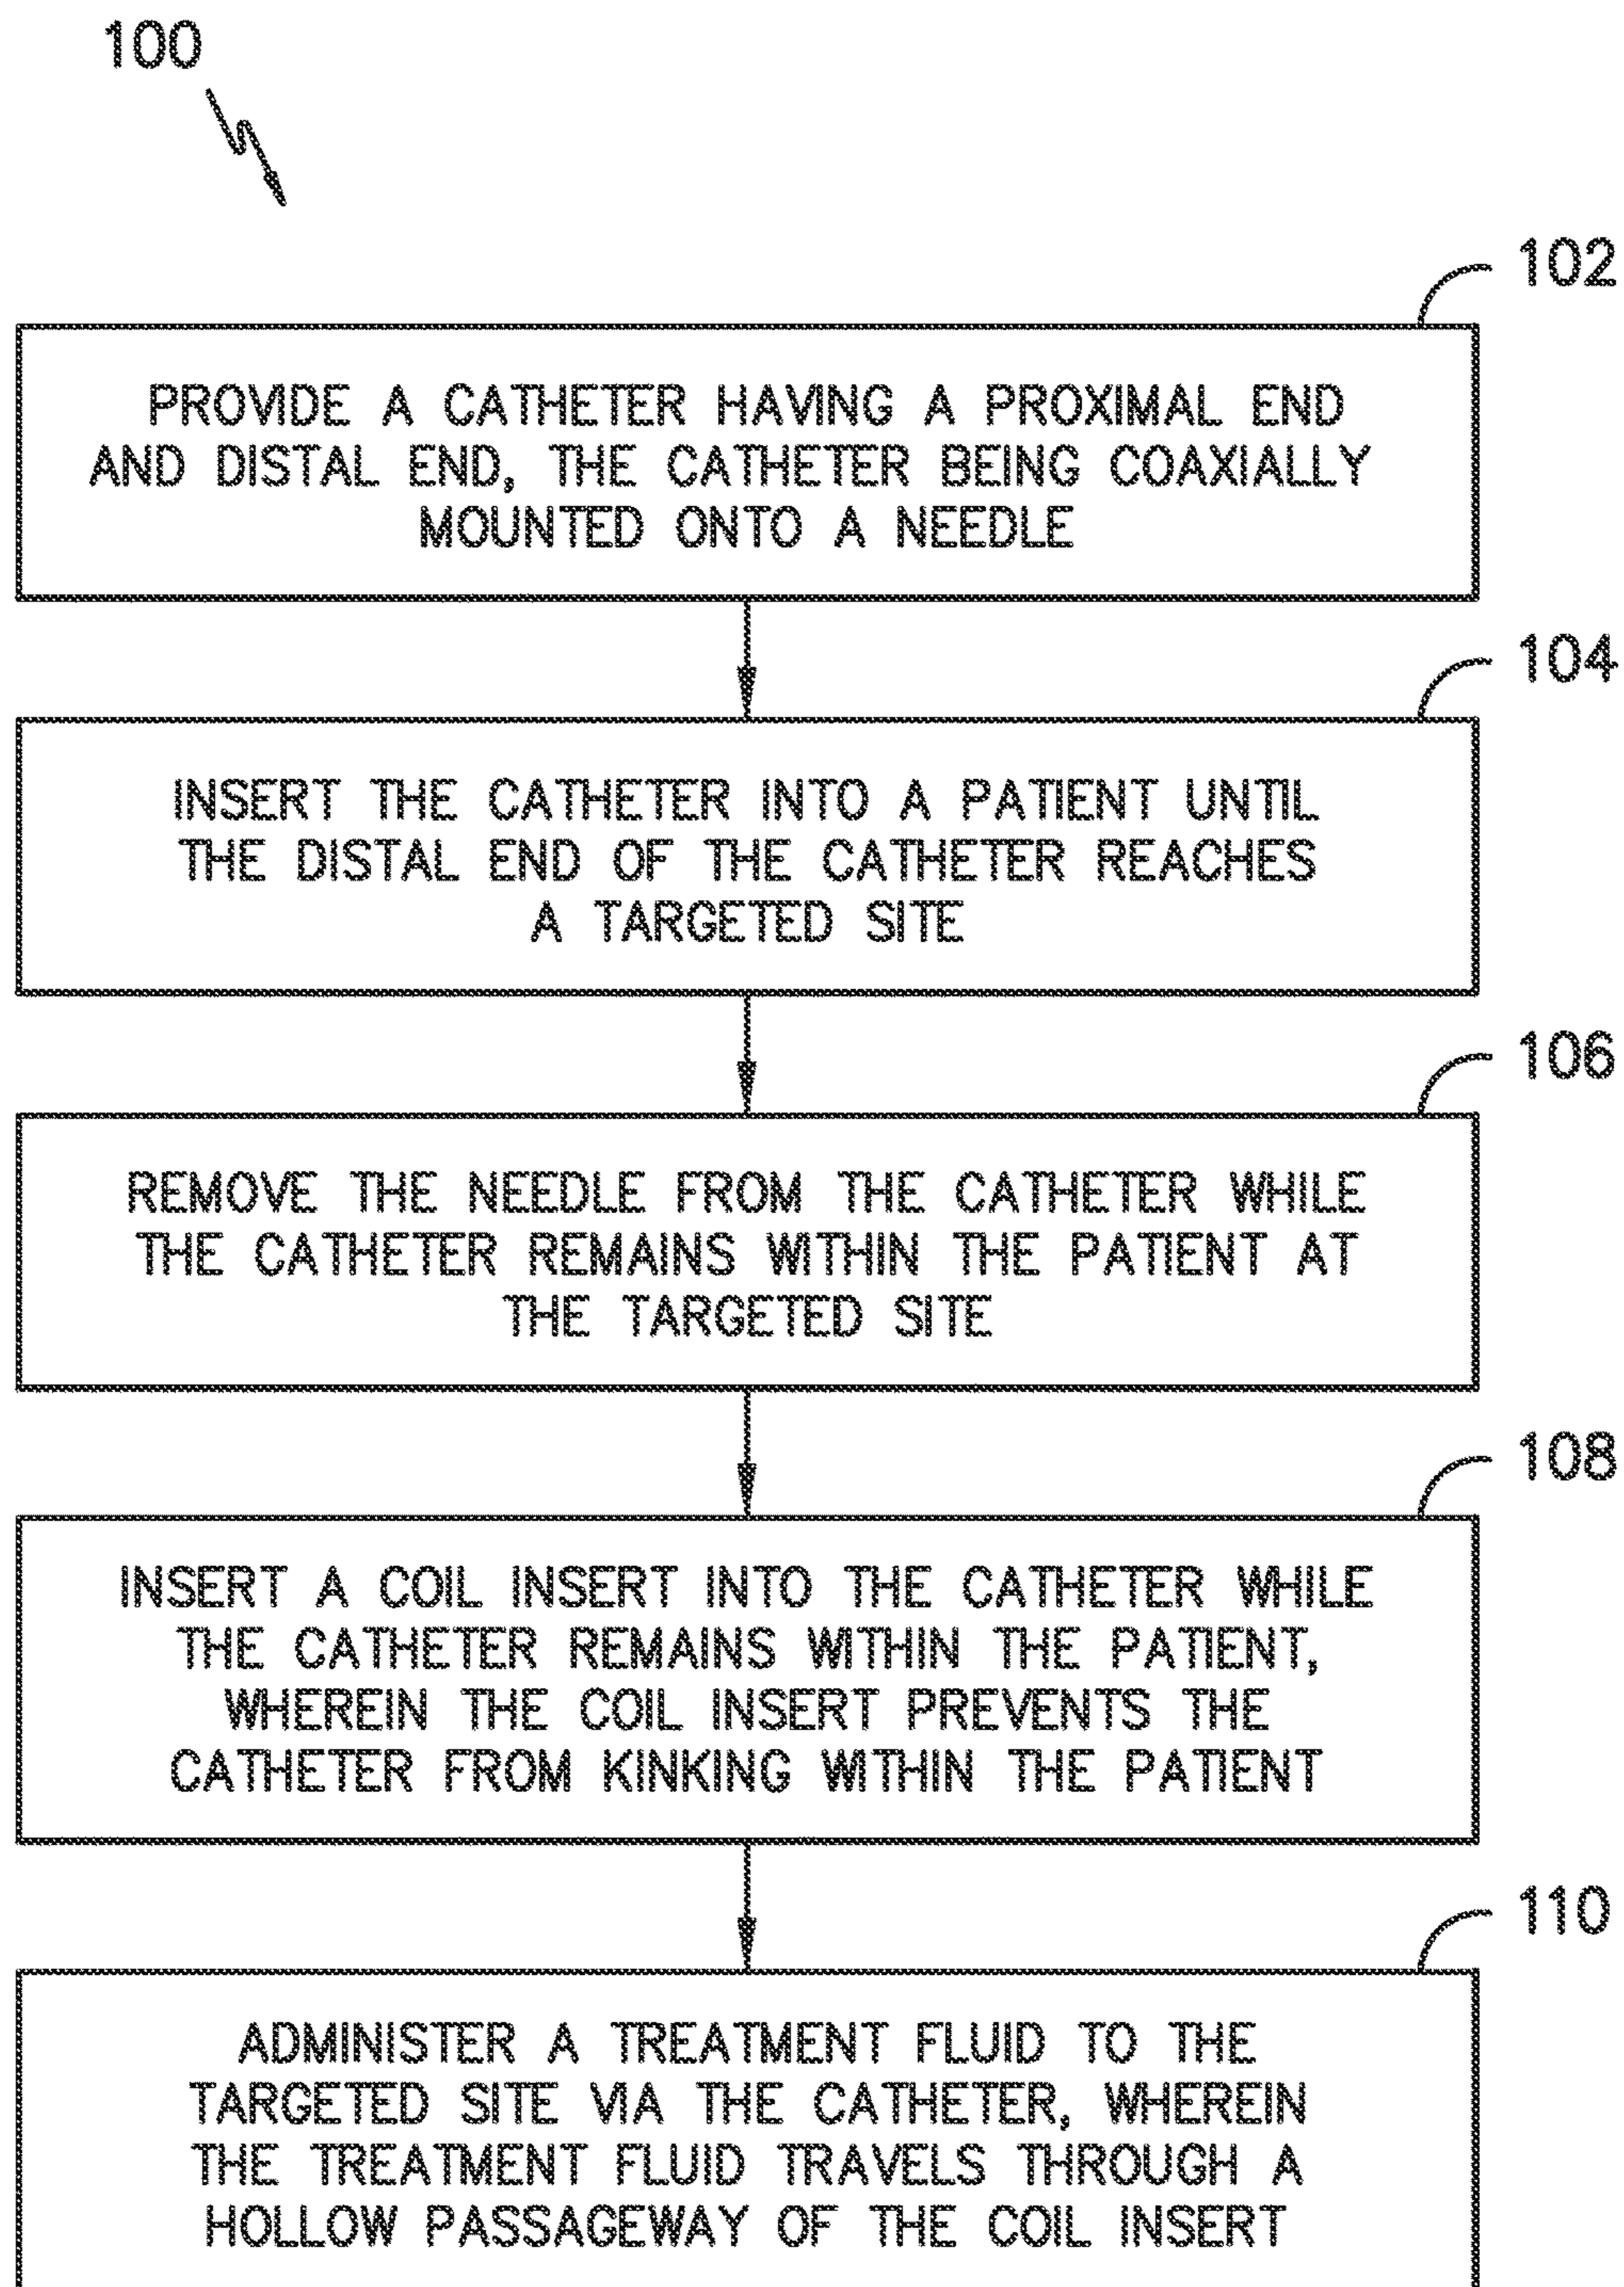 100
102
PROVIDE A CATHETER HAVING A PROXIMAL END
AND DISTAL END, THE CATHETER BEING COAXIALLY
MOUNTED ONTO A NEEDLE
104
INSERT THE CATHETER INTO A PATIENT UNTIL
THE DISTAL END OF THE CATHETER REACHES
A TARGETED SITE
106
REMOVE THE NEEDLE FROM THE CATHETER WHILE
THE CATHETER REMAINS WITHIN THE PATIENT AT
THE TARGETED SITE
108
INSERT A COIL INSERT INTO THE CATHETER WHILE
THE CATHETER REMAINS WITHIN THE PATIENT,
WHEREIN THE COIL INSERT PREVENTS THE
CATHETER FROM KINKING WITHIN THE PATIENT
110
ADMINISTER A TREATMENT FLUID TO THE
TARGETED SITE VIA THE CATHETER, WHEREIN
THE TREATMENT FLUID TRAVELS THROUGH A
HOLLOW PASSAGEWAY OF THE COIL INSERT